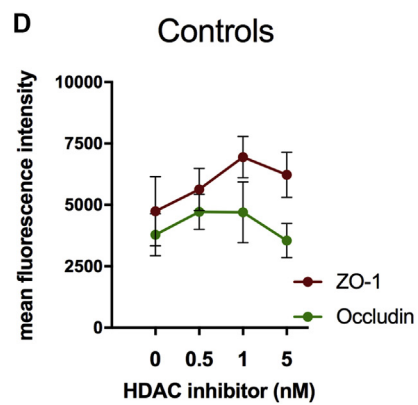 D
Controls
mean fluorescence intensity
10000
7500
5000
2500
0
0 0.5 1 5
HDAC inhibitor (nM)
ZO-1
Occludin